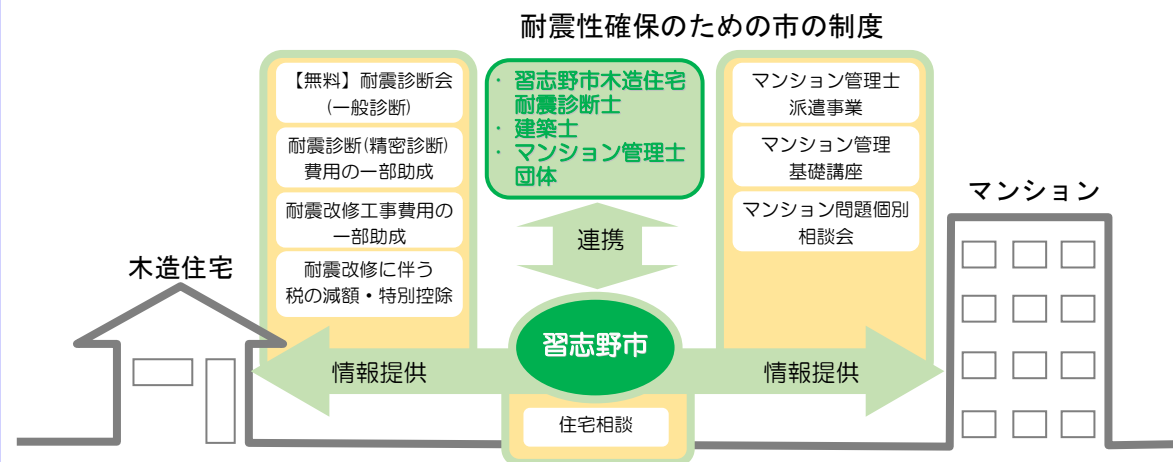 耐震性確保のための市の制度
【無料】耐震診断会
(一般診断)
耐震診断(精密診断)
費用の一部助成
耐震改修工事費用の
一部助成
耐震改修に伴う
税の減額・特別控除
・ 習志野市木造住宅
耐震診断士
・ 建築士
・ マンション管理士
団体
マンション管理士
派遣事業
マンション管理
基礎講座
マンション問題個別
相談会
木造住宅
マンション
連携
習志野市
情報提供
情報提供
住宅相談